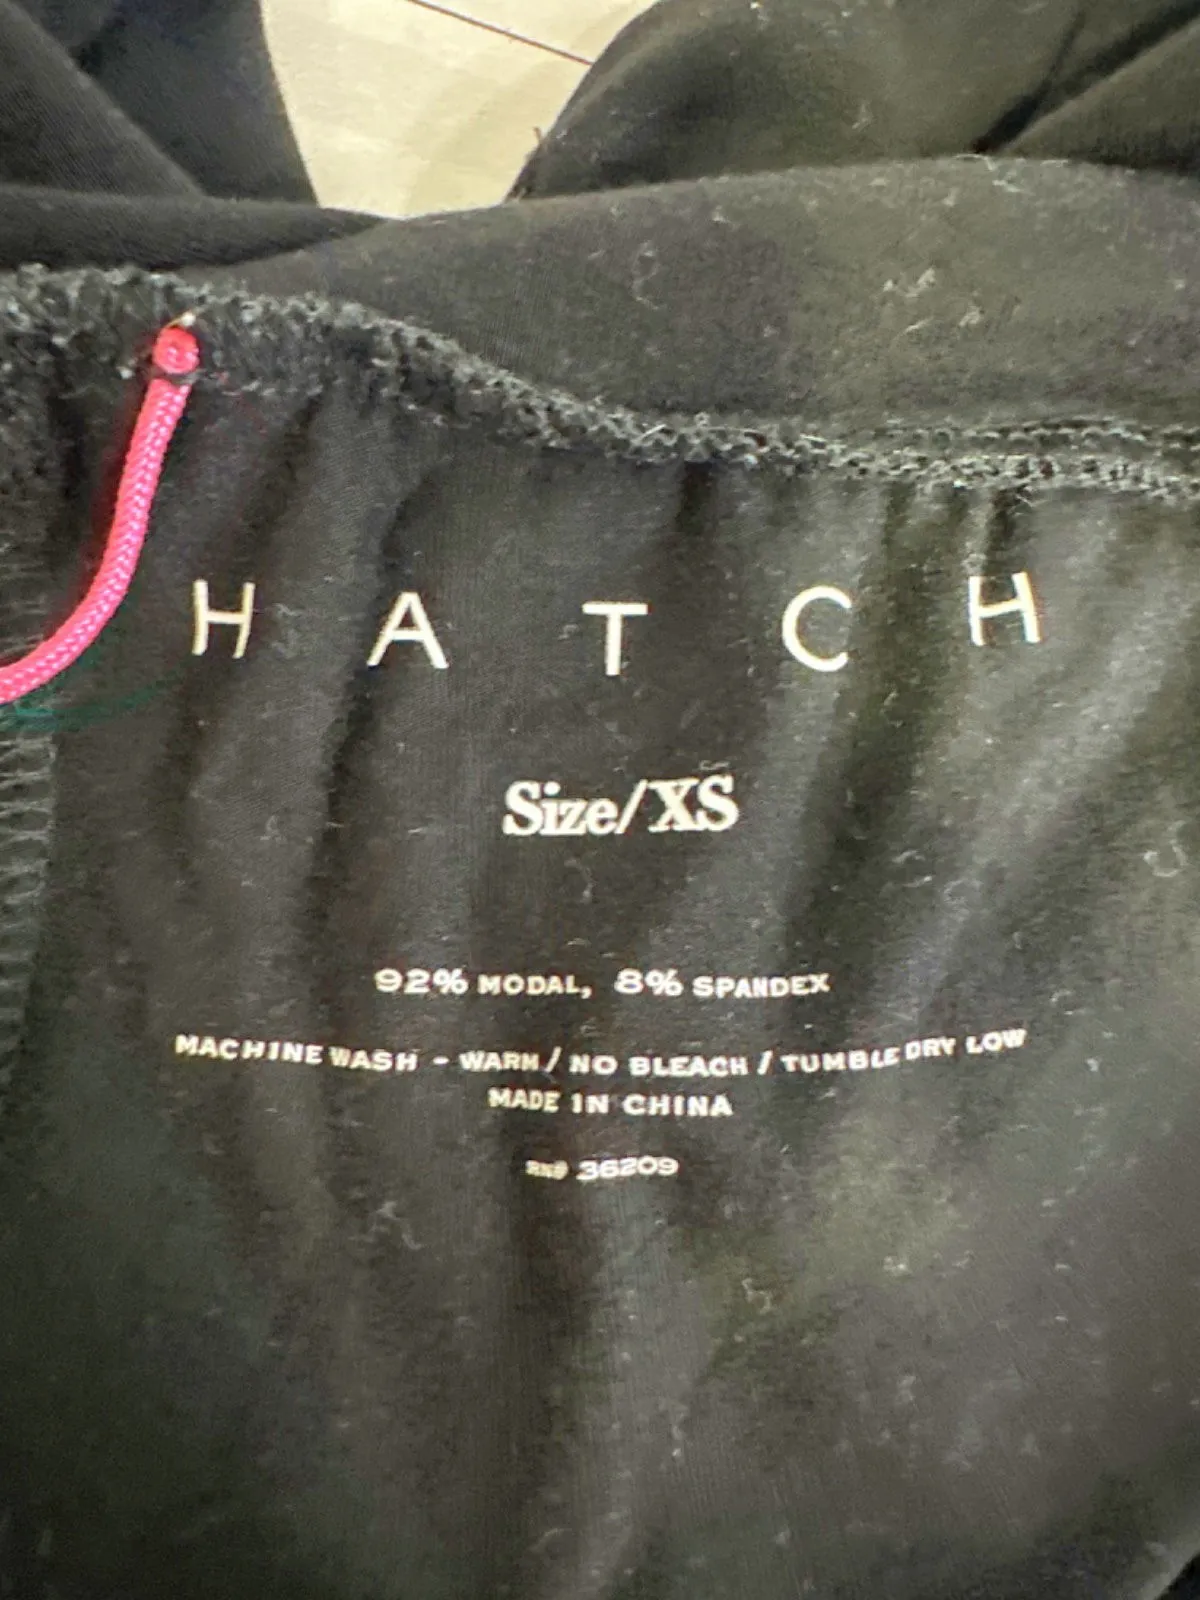 HATCH
Size/XS
92% MODAL, 8% SPANDEX
MACHINE WASH - WARM / NO BLEACH / TUMBLE DRY LOW
MADE IN CHINA
RN# 36209